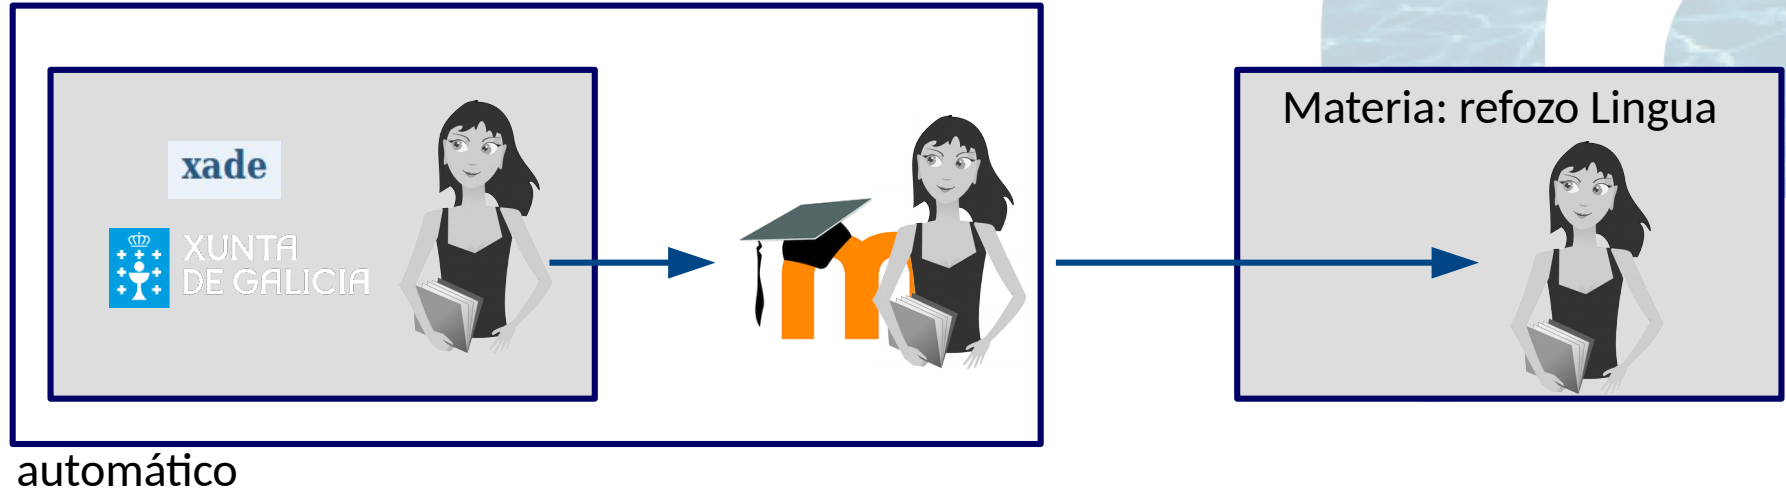 Materia: refozo Lingua
xade
XUNTA
DE GALICIA
automático